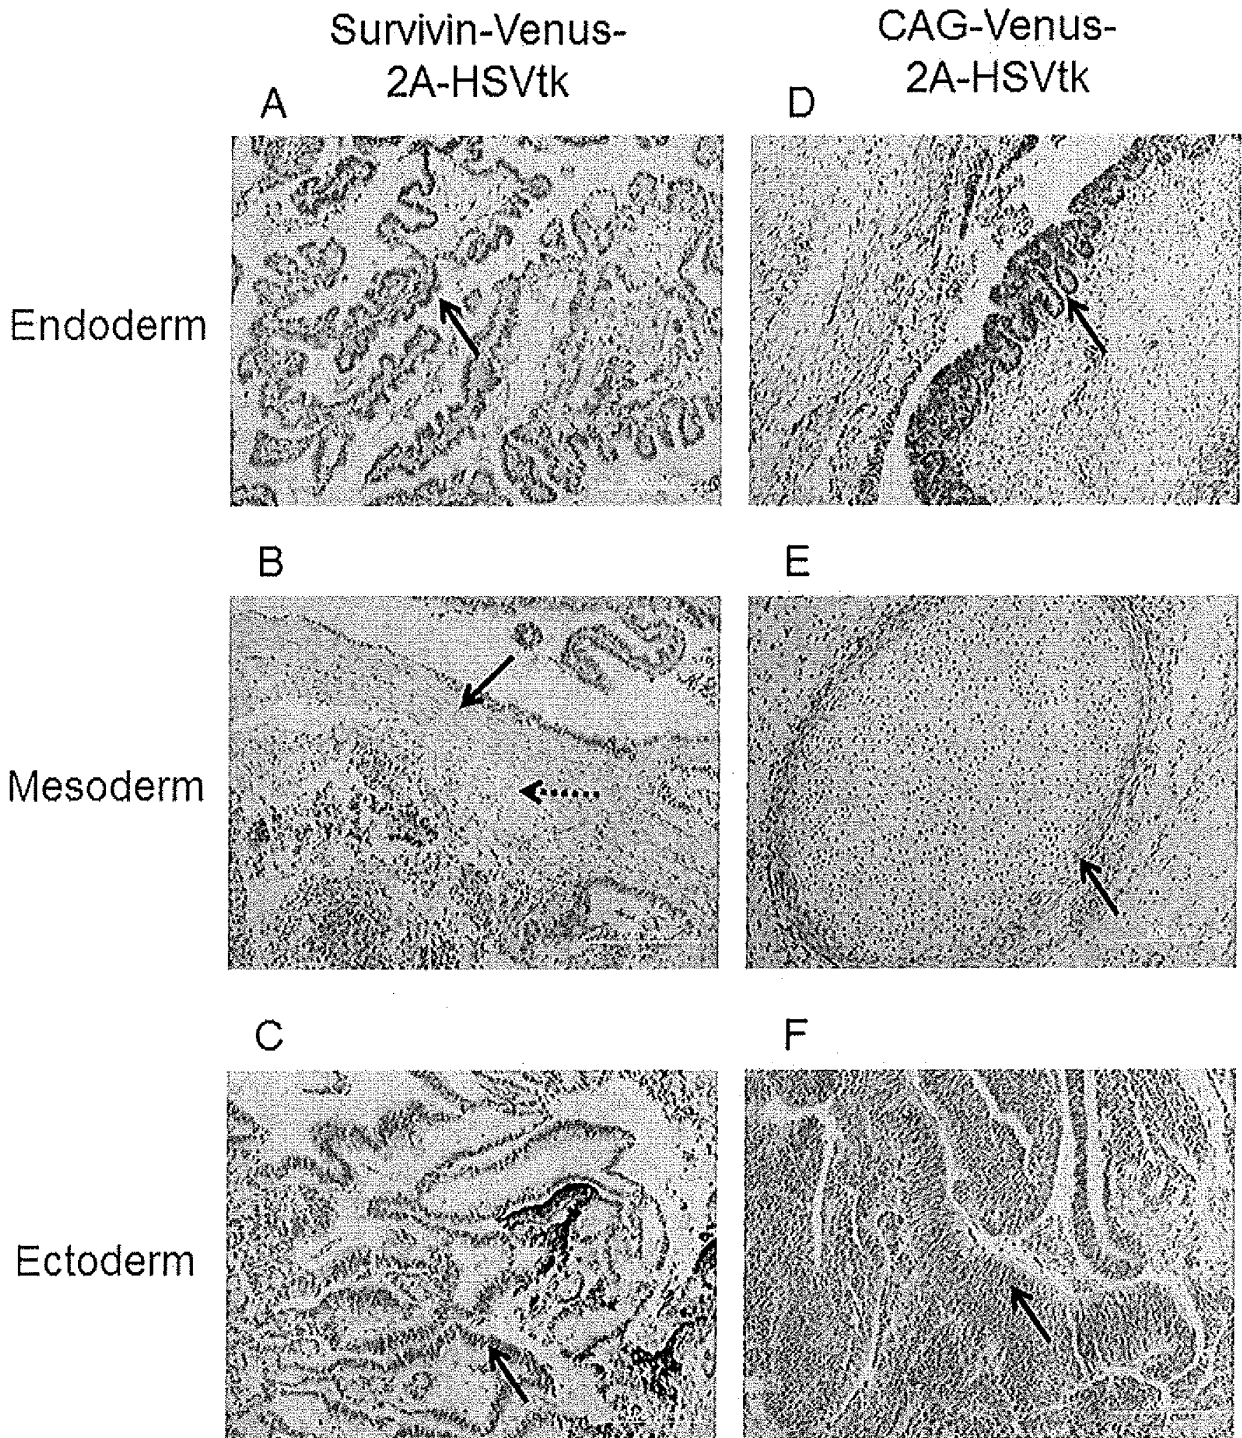 Survivin-Venus-
2A-HSVtk
CAG-Venus-
2A-HSVtk
A
D
Endoderm
B
E
Mesoderm
C
F
Ectoderm